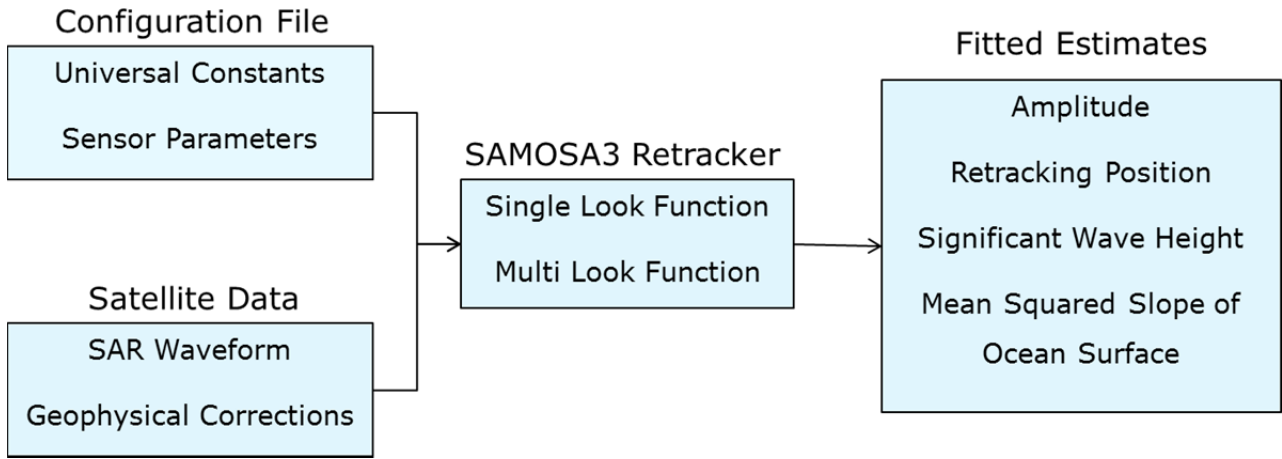 Configuration File
Universal Constants
Sensor Parameters
Satellite Data
SAR Waveform
Geophysical Corrections
SAMOSA3 Retracker
Single Look Function
Multi Look Function
Fitted Estimates
Amplitude
Retracking Position
Significant Wave Height
Mean Squared Slope of
Ocean Surface